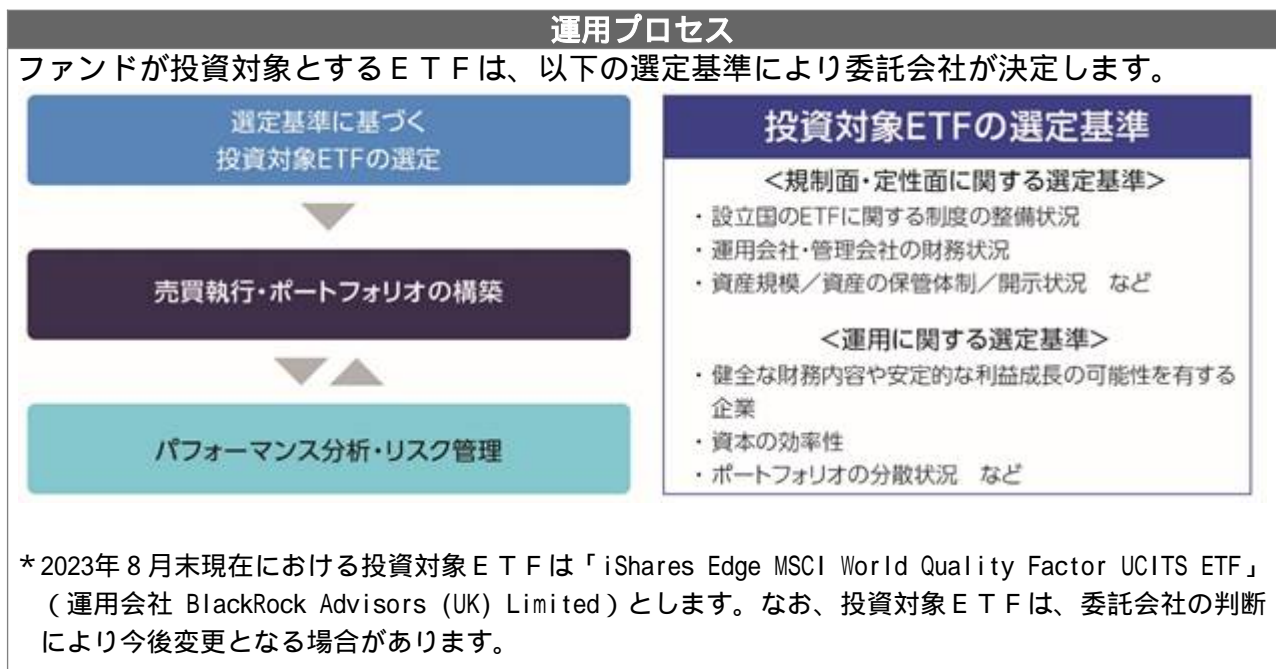 運用プロセス
ファンドが投資対象とするＥＴＦは、以下の選定基準により委託会社が決定します。
選定基準に基づく
投資対象ETFの選定
売買執行・ポートフォリオの構築
パフォーマンス分析・リスク管理
投資対象ETFの選定基準
＜規制面・定性面に関する選定基準＞
・設立国のETFに関する制度の整備状況
・運用会社・管理会社の財務状況
・資産規模／資産の保管体制／開示状況　など
＜運用に関する選定基準＞
・健全な財務内容や安定的な利益成長の可能性を有する
企業
・資本の効率性
・ポートフォリオの分散状況　など
＊2023年８月末現在における投資対象ＥＴＦは「iShares Edge MSCI World Quality Factor UCITS ETF」
（運用会社 BlackRock Advisors (UK) Limited）とします。なお、投資対象ＥＴＦは、委託会社の判断
により今後変更となる場合があります。